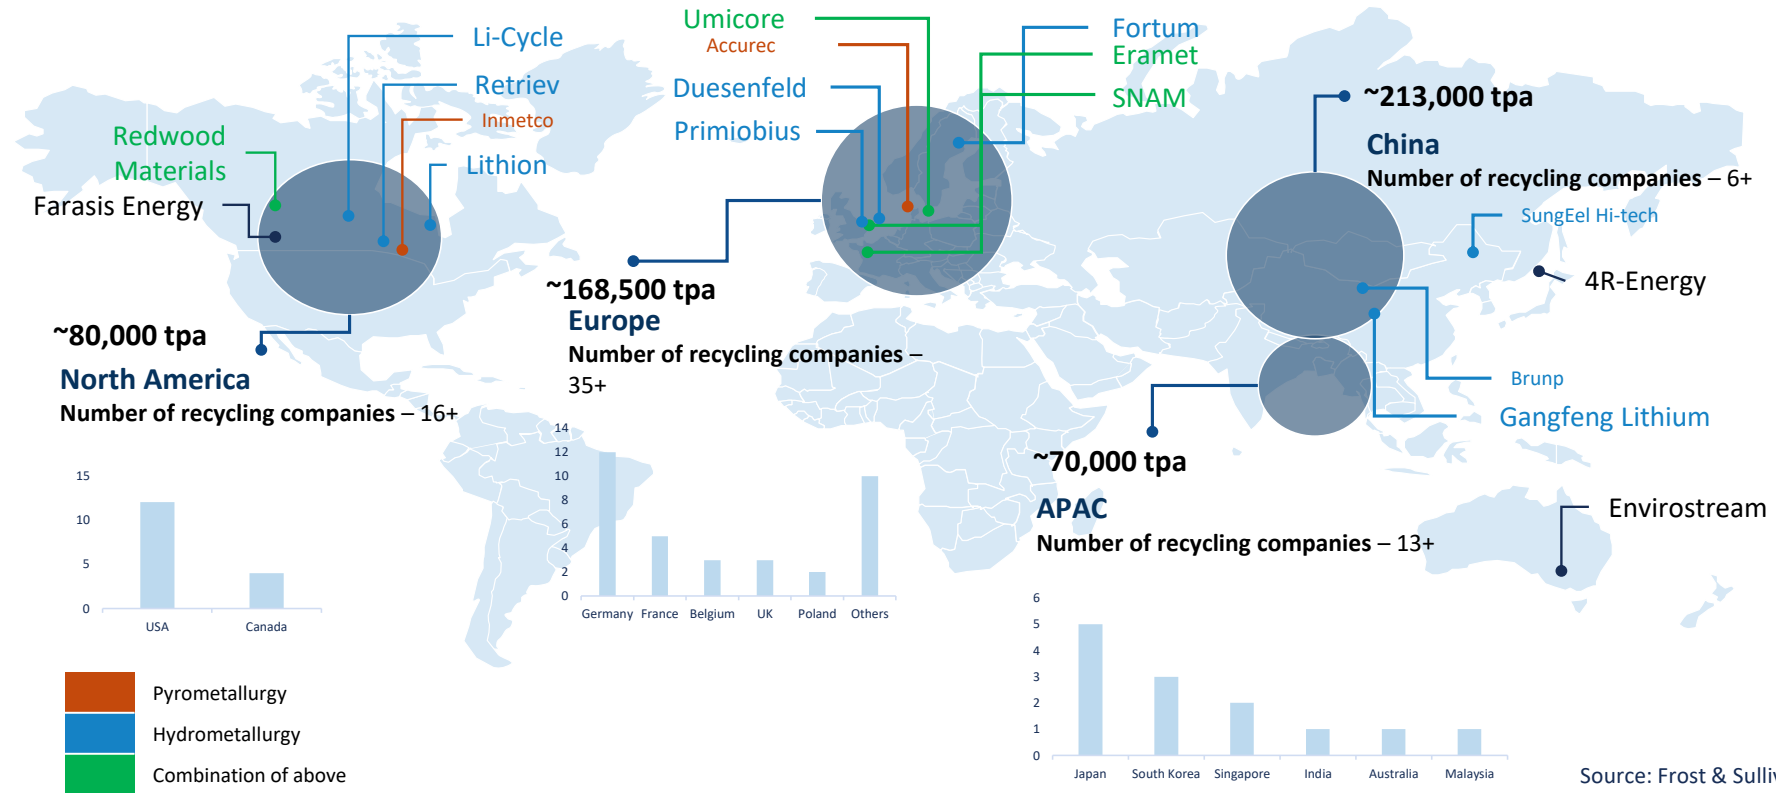 Li-Cycle
Retriev
Inmetco
Lithion
Redwood
Materials
Farasis Energy
~80,000 tpa
North America
Number of recycling companies – 16+
15
10
5
0
USA
Canada
Umicore
Accurec
Duesenfeld
Primiobius
Fortum
Eramet
SNAM
~168,500 tpa
Europe
Number of recycling companies –
35+
14
12
10
8
6
4
2
0
Germany
France
Belgium
UK
Poland
Others
~213,000 tpa
China
Number of recycling companies – 6+
SungEel Hi-tech
4R-Energy
Brunp
Gangfeng Lithium
~70,000 tpa
APAC
Number of recycling companies – 13+
Envirostream
6
5
4
3
2
1
0
Japan
South Korea
Singapore
India
Australia
Malaysia
Pyrometallurgy
Hydrometallurgy
Combination of above
Source: Frost &